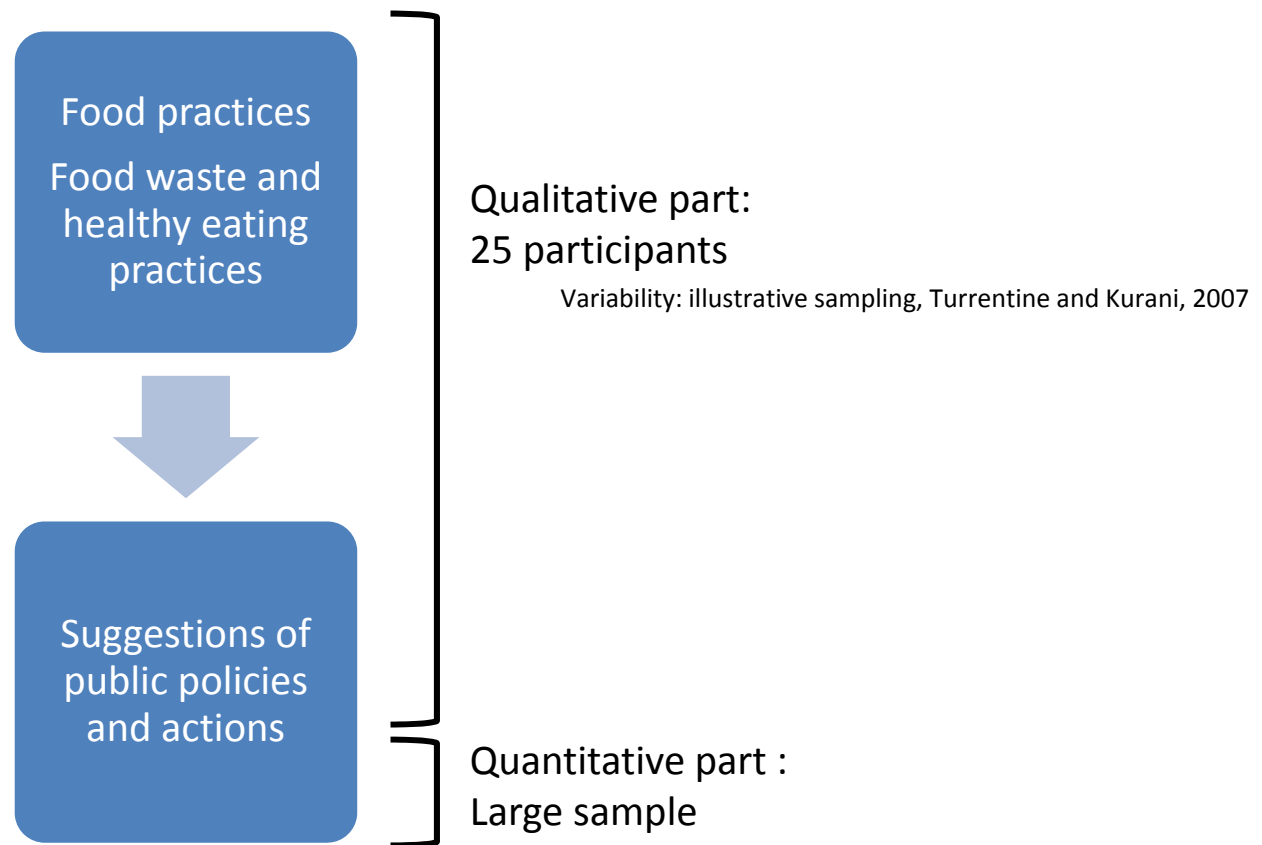 Food practices
Food waste and
healthy eating
practices
Qualitative part:
25 participants
Variability: illustrative sampling, Turrentine and Kurani, 2007
Suggestions of
public policies
and actions
Quantitative part :
Large sample